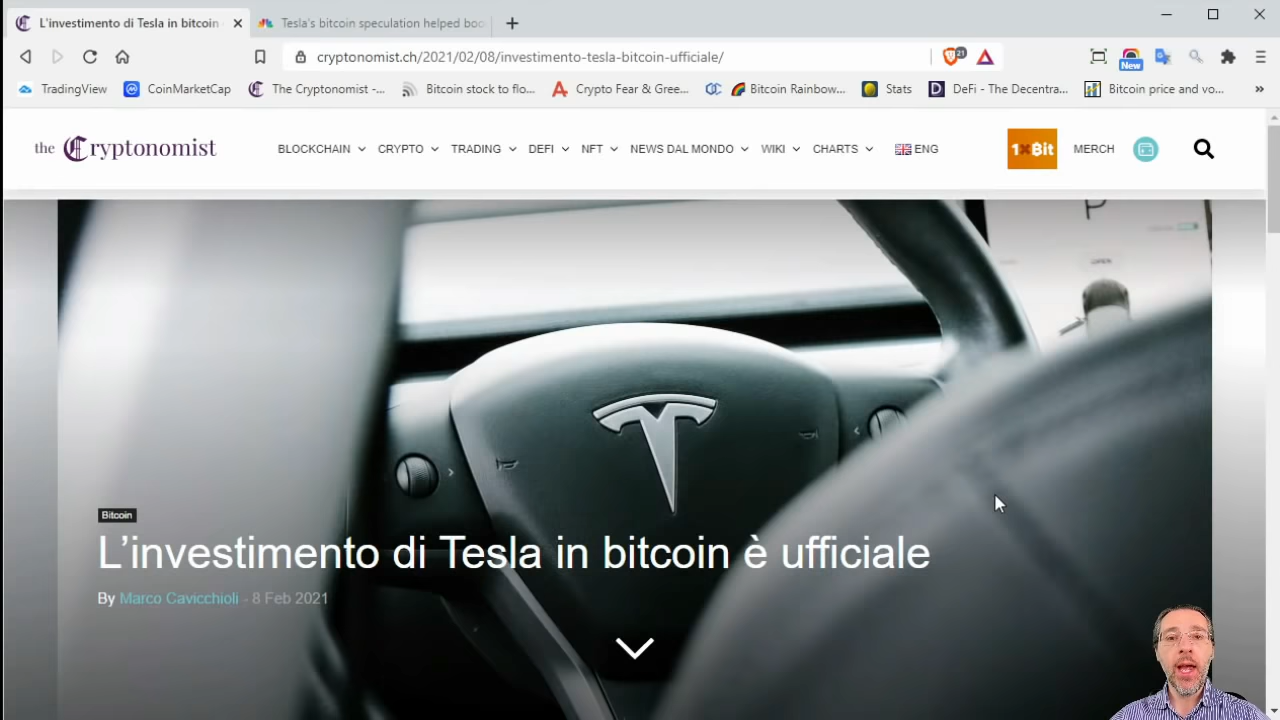 L'investimento di Tesla in bitcoin
Tesla's bitcoin speculation helped boo
cryptonomist.ch/2021/02/08/investimento-tesla-bitcoin-ufficiale/
21
New
TradingView
CoinMarketCap
The Cryptonomist -...
Bitcoin stock to flo...
Crypto Fear & Gree...
Bitcoin Rainbow...
Stats
DeFi - The Decentra...
Bitcoin price and vo...
the Cryptonomist
BLOCKCHAIN
CRYPTO
TRADING
DEFI
NFT
NEWS DAL MONDO
WIKI
CHARTS
ENG
1xBit
MERCH
P
OPEN
Bitcoin
L’investimento di Tesla in bitcoin è ufficiale
By Marco Cavicchioli - 8 Feb 2021